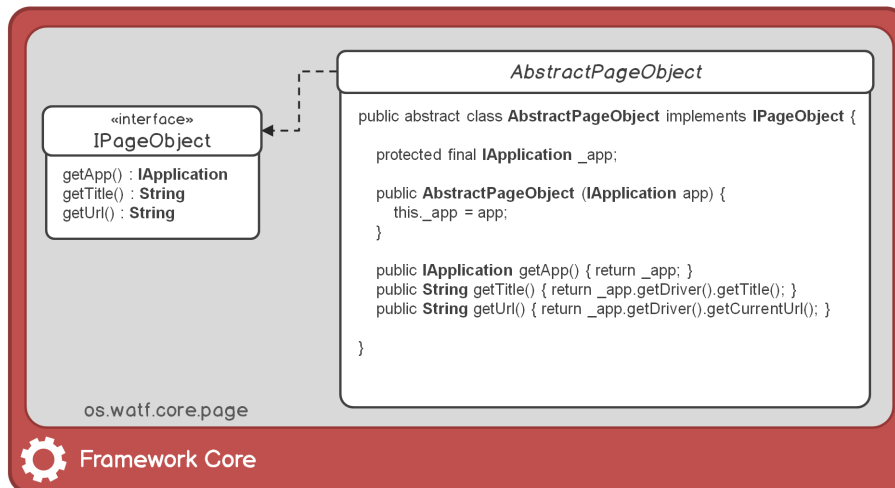 «interface»
IPageObject
getApp() : IApplication
getTitle() : String
getUrl() : String
AbstractPageObject
public abstract class AbstractPageObject implements IPageObject {
protected final IApplication _app;
public AbstractPageObject (IApplication app) {
this._app = app;
}
public IApplication getApp() { return _app; }
public String getTitle() { return _app.getDriver().getTitle(); }
public String getUrl() { return _app.getDriver().getCurrentUrl(); }
}
os.watf.core.page
Framework Core